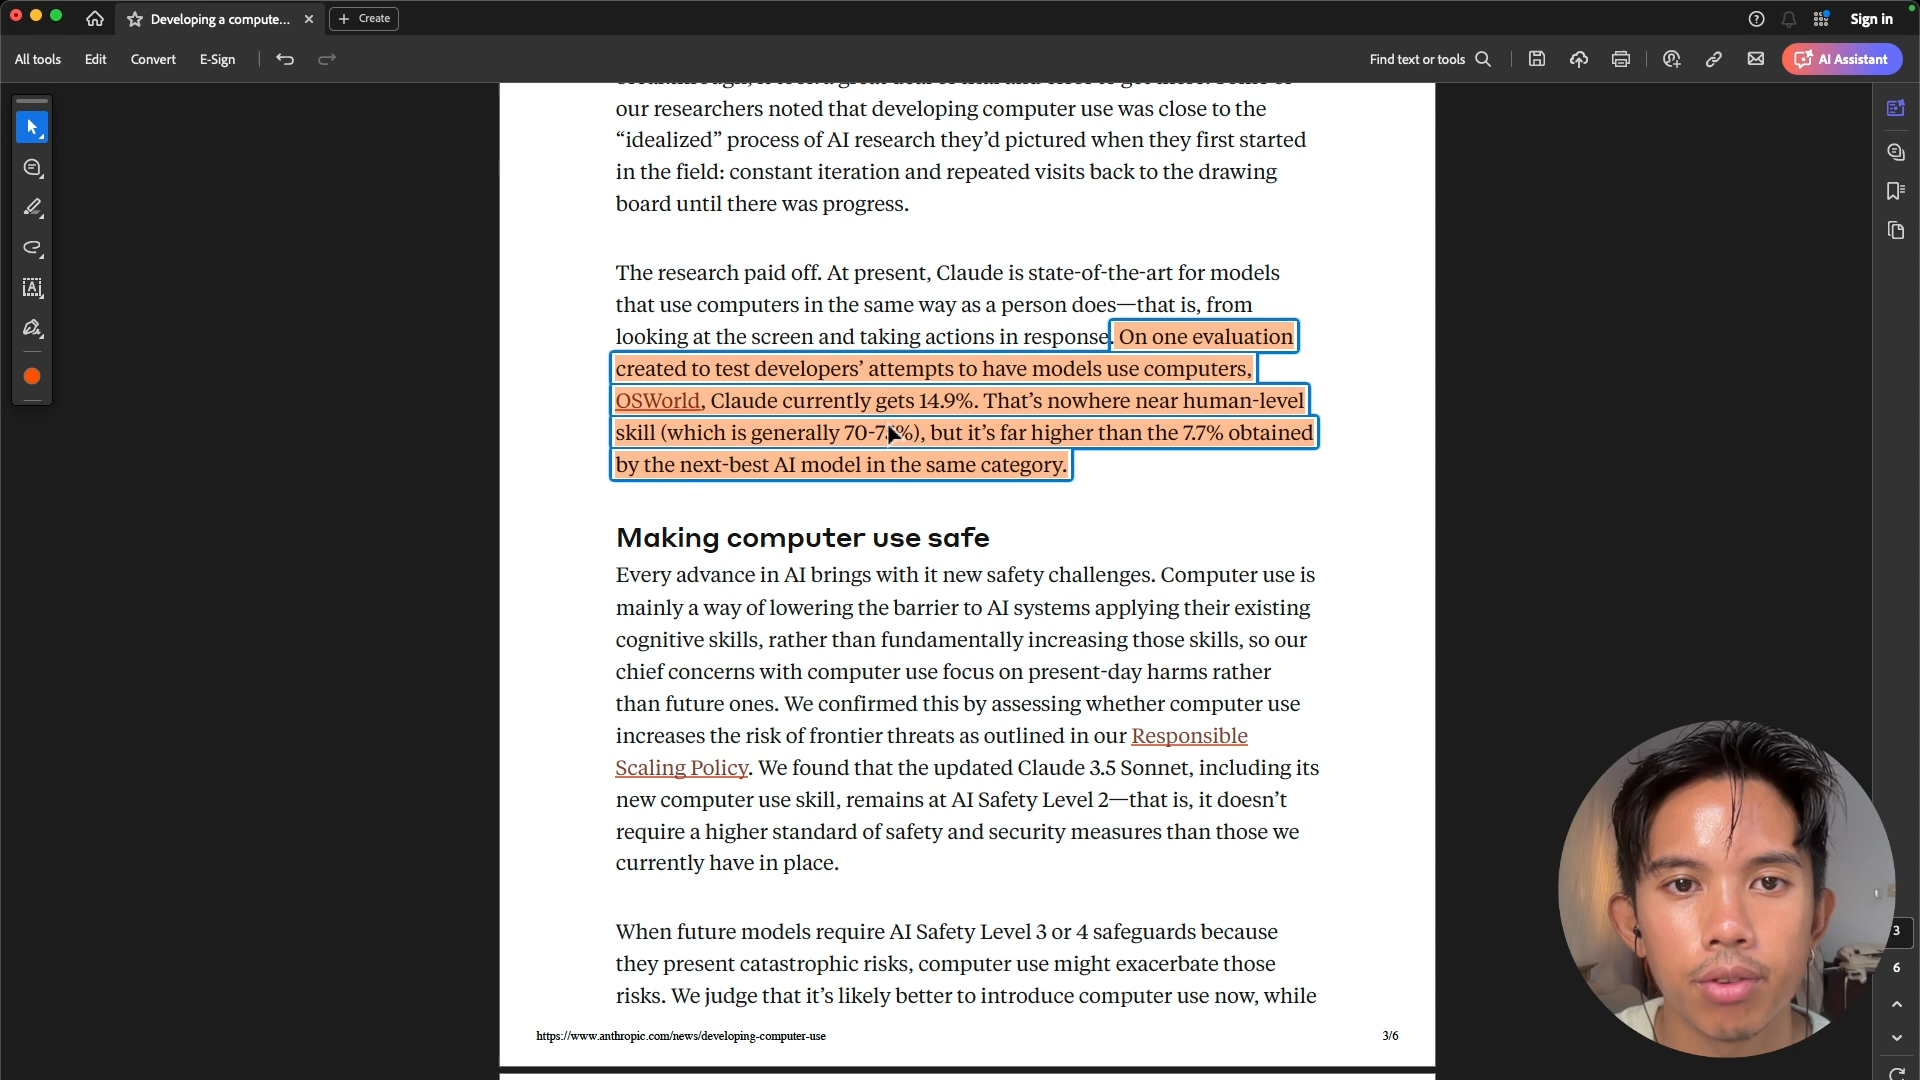 Developing a compute...
Create
Sign in
All tools
Edit
Convert
E-Sign
Find text or tools
AI Assistant
our researchers noted that developing computer use was close to the
“idealized” process of AI research they’d pictured when they first started
in the field: constant iteration and repeated visits back to the drawing
board until there was progress.
The research paid off. At present, Claude is state-of-the-art for models
that use computers in the same way as a person does—that is, from
looking at the screen and taking actions in response. On one evaluation
created to test developers’ attempts to have models use computers,
OSWorld, Claude currently gets 14.9%. That’s nowhere near human-level
skill (which is generally but it’s far higher than the 7.7% obtained
by the next-best AI model in the same category.
Making computer use safe
Every advance in AI brings with it new safety challenges. Computer use is
mainly a way of lowering the barrier to AI systems applying their existing
cognitive skills, rather than fundamentally increasing those skills, so our
chief concerns with computer use focus on present-day harms rather
than future ones. We confirmed this by assessing whether computer use
increases the risk of frontier threats as outlined in our Responsible
Scaling Policy. We found that the updated Claude 3.5 Sonnet, including its
new computer use skill, remains at AI Safety Level 2—that is, it doesn’t
require a higher standard of safety and security measures than those we
currently have in place.
When future models require AI Safety Level 3 or 4 safeguards because
they present catastrophic risks, computer use might exacerbate those
risks. We judge that it’s likely better to introduce computer use now, while
https://www.anthropic.com/news/developing-computer-use
3/6
3
6